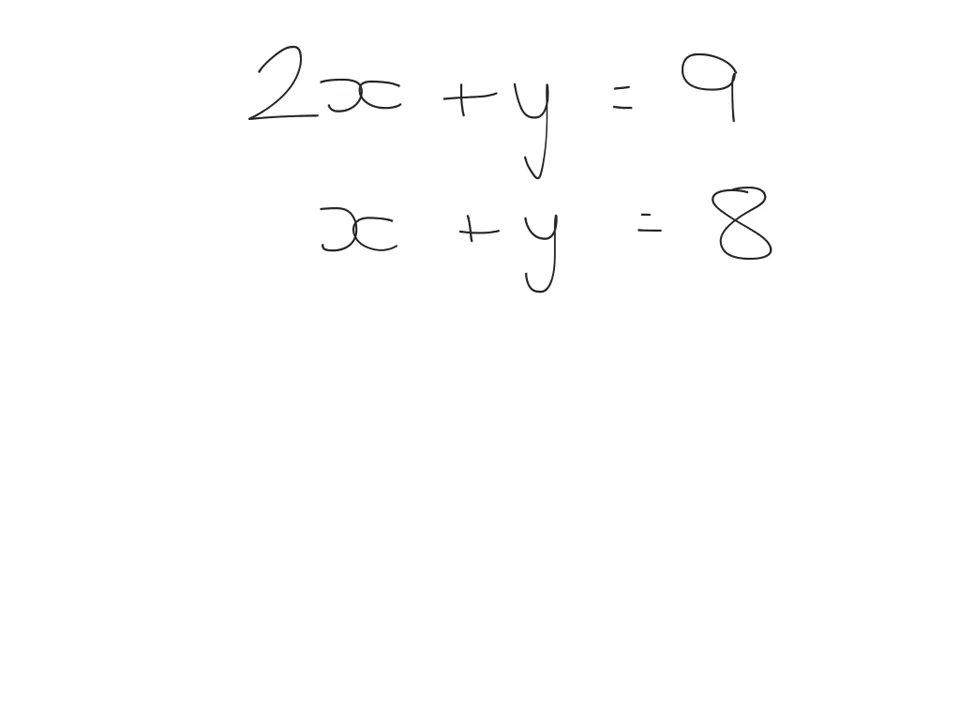 2x + y = 9
x + y = 8